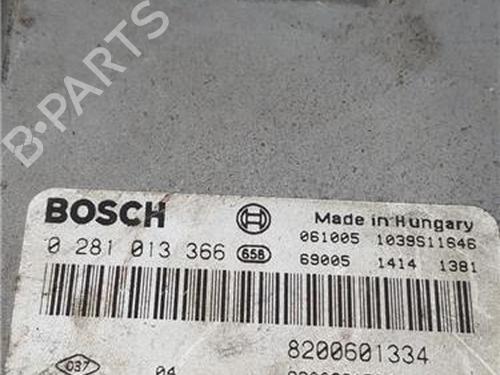 B-PARTS
BOSCH
Made in Hungary
0 281 013 366 658
061005 1039S11646
69005 1414 1381
8200601334
037
04